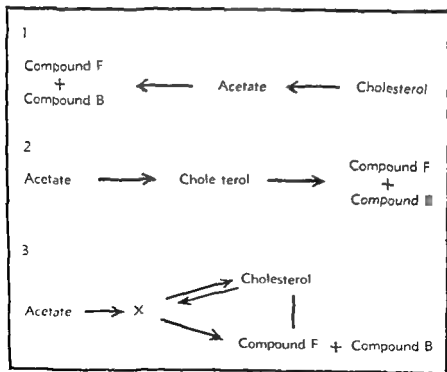 1
Compound F
+
Compound B
Acetate
Cholesterol
2
Acetate
Chole terol
Compound F
+
Compound
3
Acetate
X
Cholesterol
Compound F + Compound B